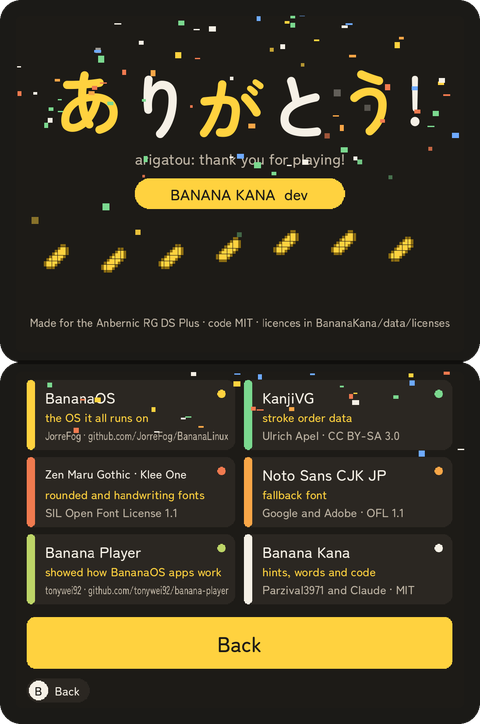 ありがとう!
arigatou: thank you for playing!
BANANA KANA dev
Made for the Anbernic RG DS Plus · code MIT · licences in BananaKana/data/licenses
BananaOS
the OS it all runs on
JorreFog · github.com/JorreFog/BananaLinux
KanjiVG
stroke order data
Ulrich Apel · CC BY-SA 3.0
Zen Maru Gothic · Klee One
rounded and handwriting fonts
SIL Open Font License 1.1
Noto Sans CJK JP
fallback font
Google and Adobe · OFL 1.1
Banana Player
showed how BananaOS apps work
tonywei92 · github.com/tonywei92/banana-player
Banana Kana
hints, words and code
Parzival3971 and Claude · MIT
Back
B Back